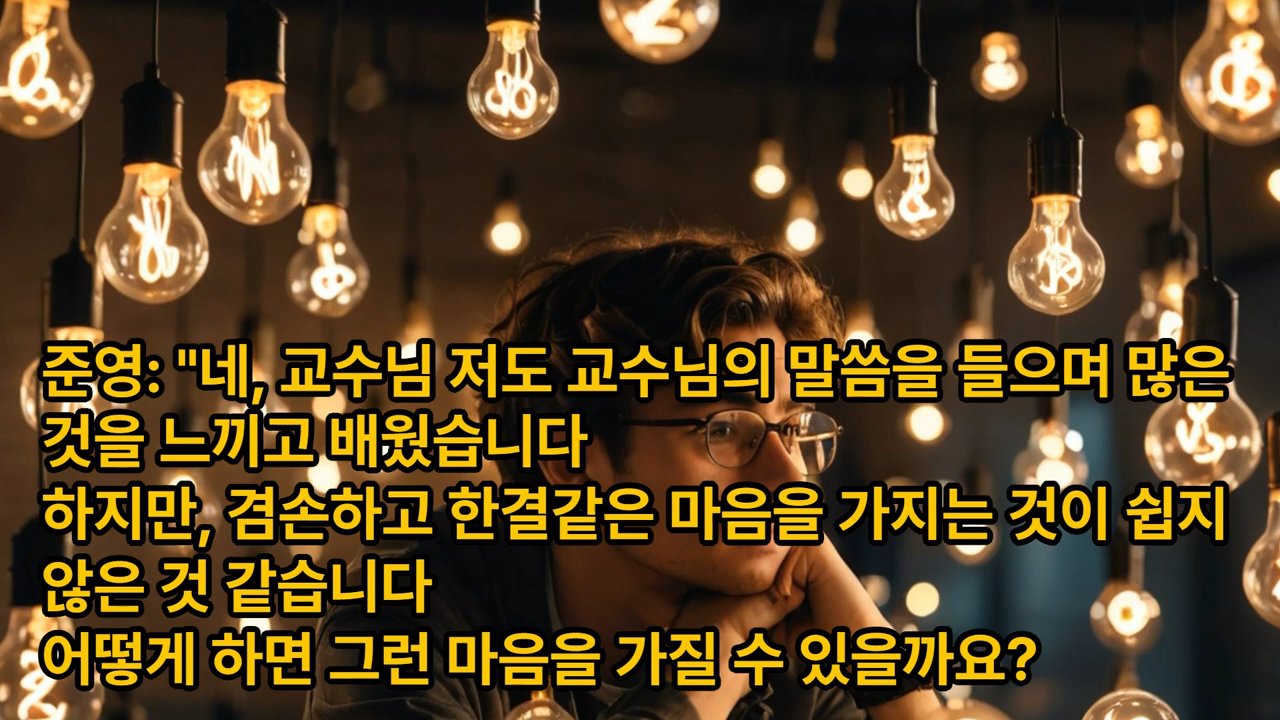 준영: "네, 교수님 저도 교수님의 말씀을 들으며 많은
것을 느끼고 배웠습니다
하지만, 겸손하고 한결같은 마음을 가지는 것이 쉽지
않은 것 같습니다
어떻게 하면 그런 마음을 가질 수 있을까요?